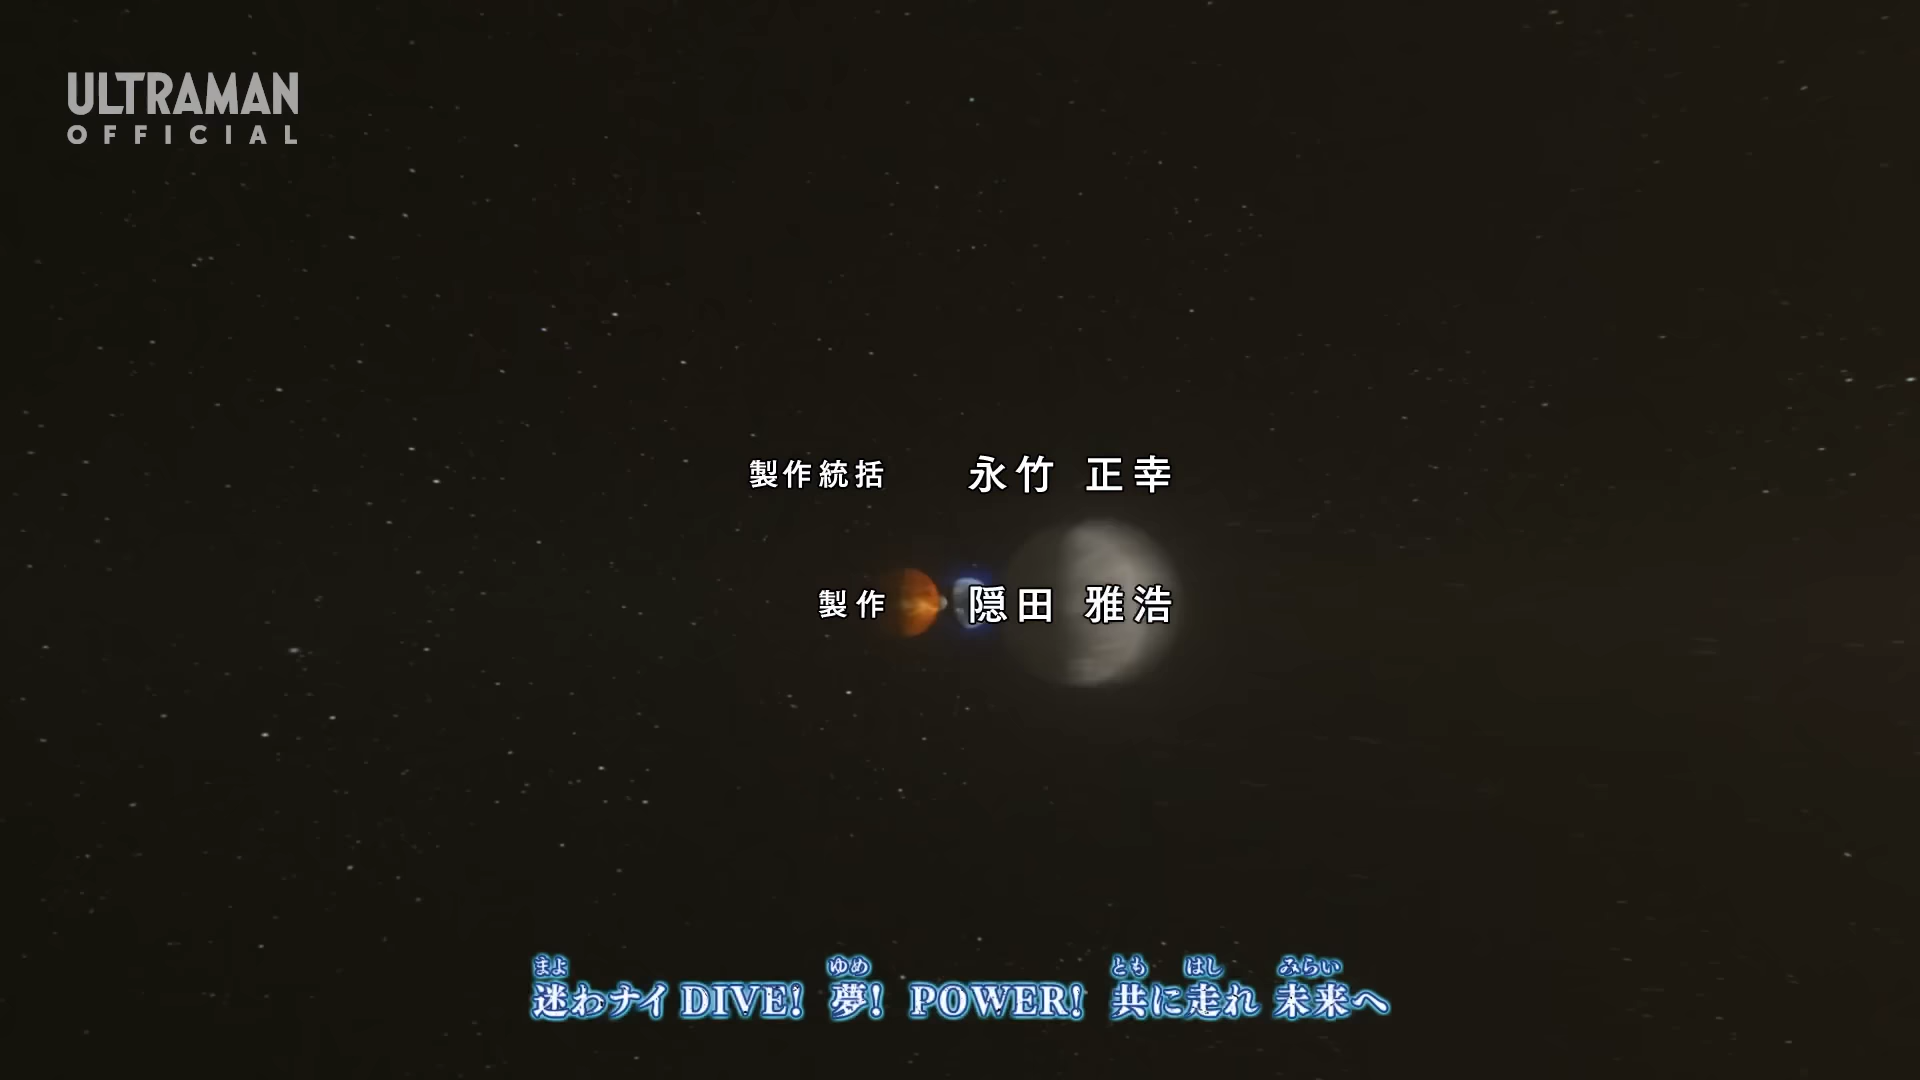 ULTRAMAN
OFFICIAL
製作統括 永竹 正幸
製作 隠田 雅浩
まよ ゆめ とも はし みらい
迷わナイ DIVE! 夢! POWER! 共に走れ 未来へ